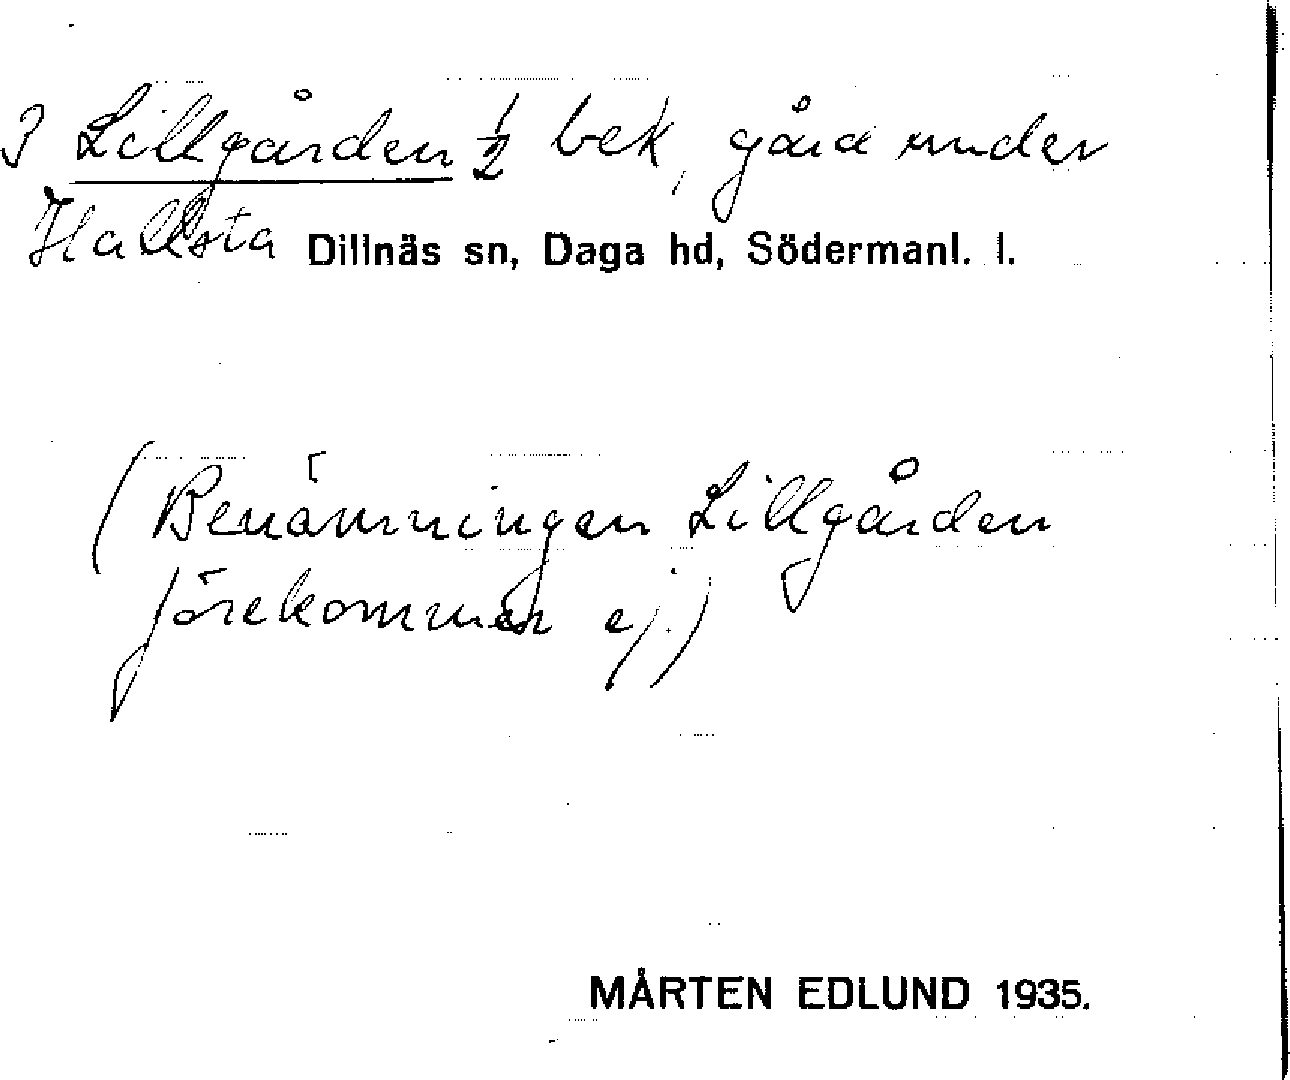 3 Lillgården ½ bek, gård under
Hallsta Dillnäs sn, Daga hd, Södermanl. l.
(Benämningen Lillgården
förekommer ej.)
MÅRTEN EDLUND 1935.